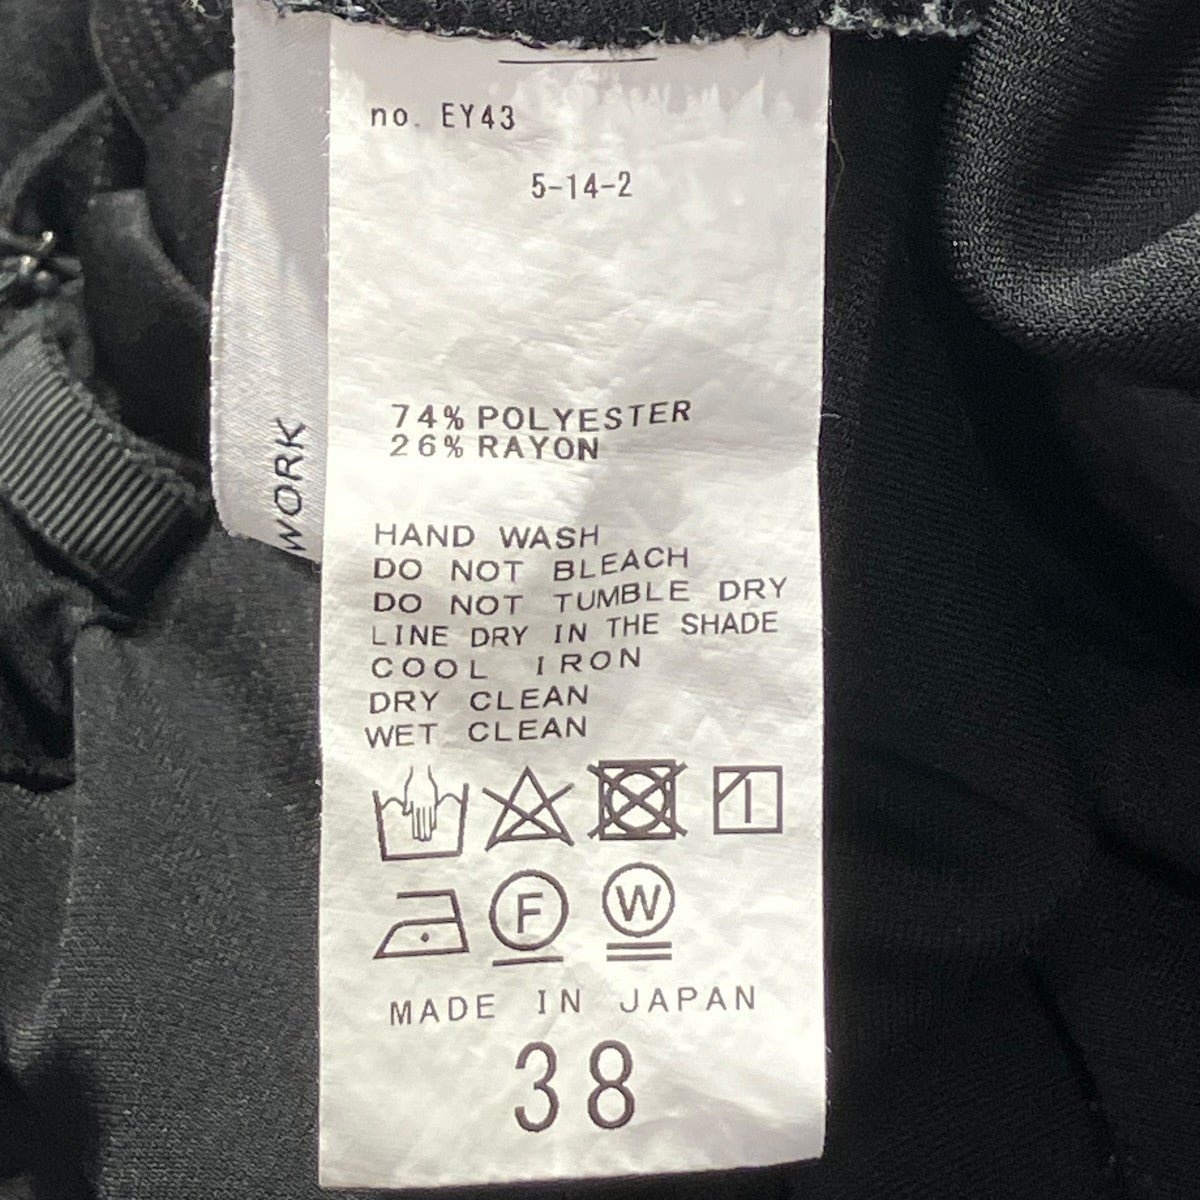 no. EY43
5-14-2
74% POLYESTER
26% RAYON
HAND WASH
DO NOT BLEACH
DO NOT TUMBLE DRY
LINE DRY IN THE SHADE
COOL IRON
DRY CLEAN
WET CLEAN
F
W
MADE IN JAPAN
38
WORK